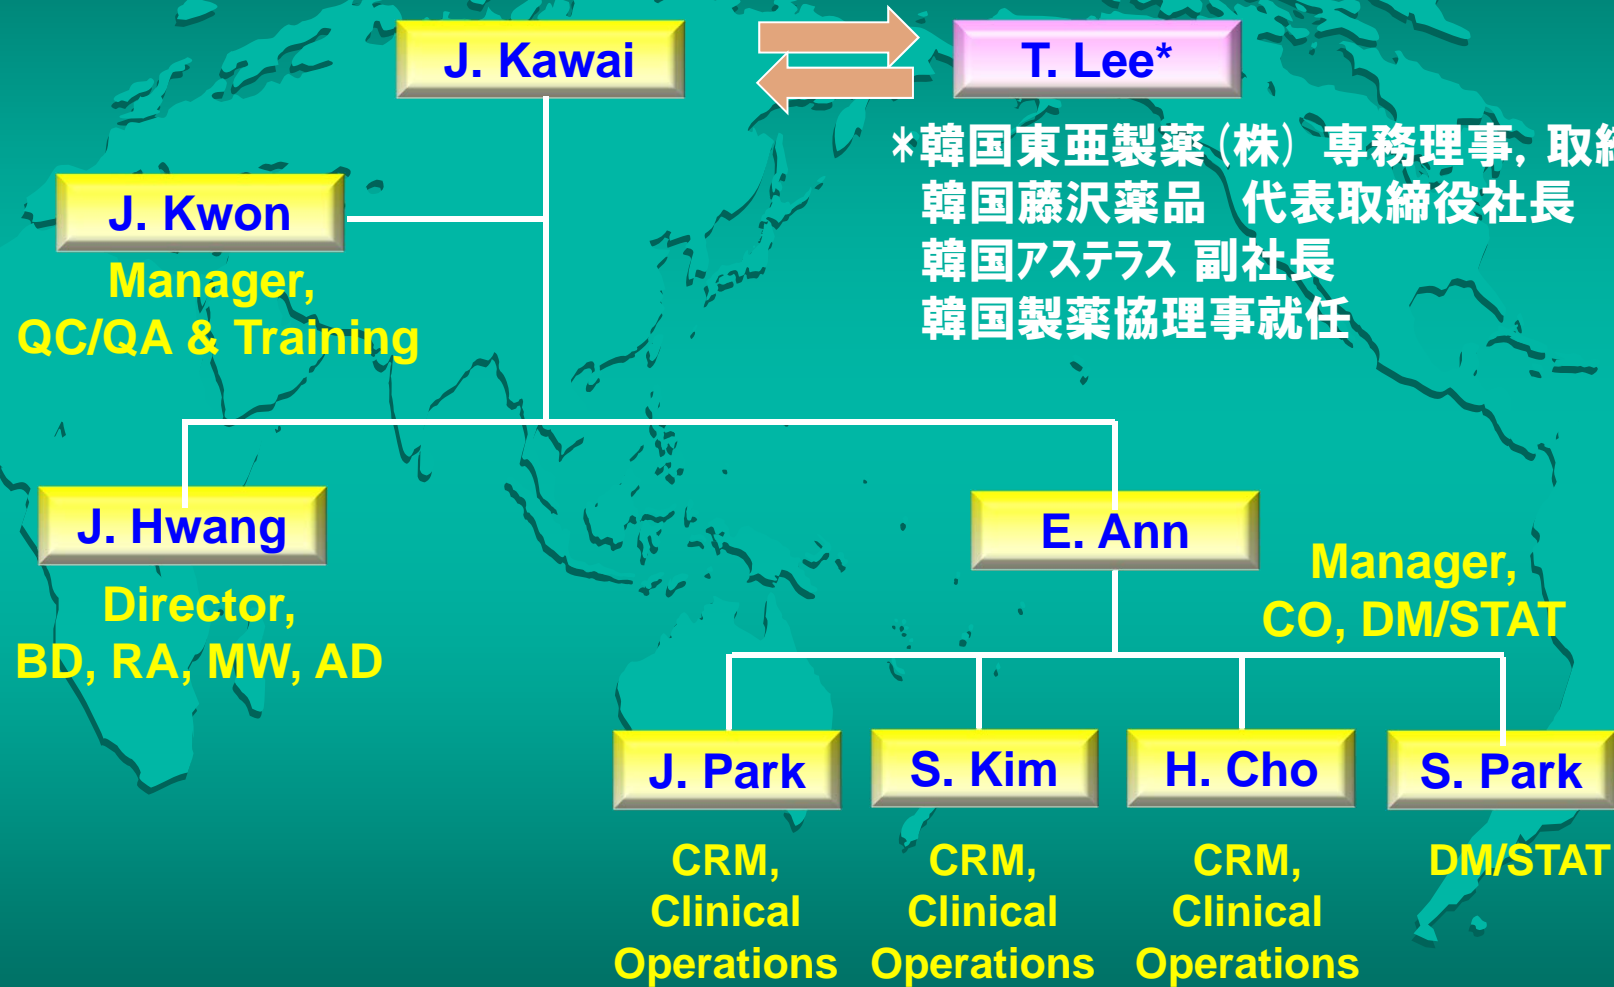 J. Kawai
T. Lee*
*韓国東亜製薬(株) 専務理事, 取
韓国藤沢薬品 代表取締役社長
韓国アステラス 副社長
韓国製薬協理事就任
J. Kwon
Manager,
QC/QA & Training
J. Hwang
Director,
BD, RA, MW, AD
E. Ann
Manager,
CO, DM/STAT
J. Park
CRM,
Clinical
Operations
S. Kim
CRM,
Clinical
Operations
H. Cho
CRM,
Clinical
Operations
S. Park
DM/STAT